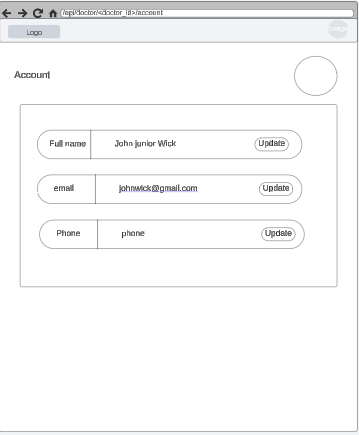 /api/doctor/<doctor_id>/account
Logo
Image
Account
Full name John junior Wick Update
email johnwick@gmail.com Update
Phone phone Update